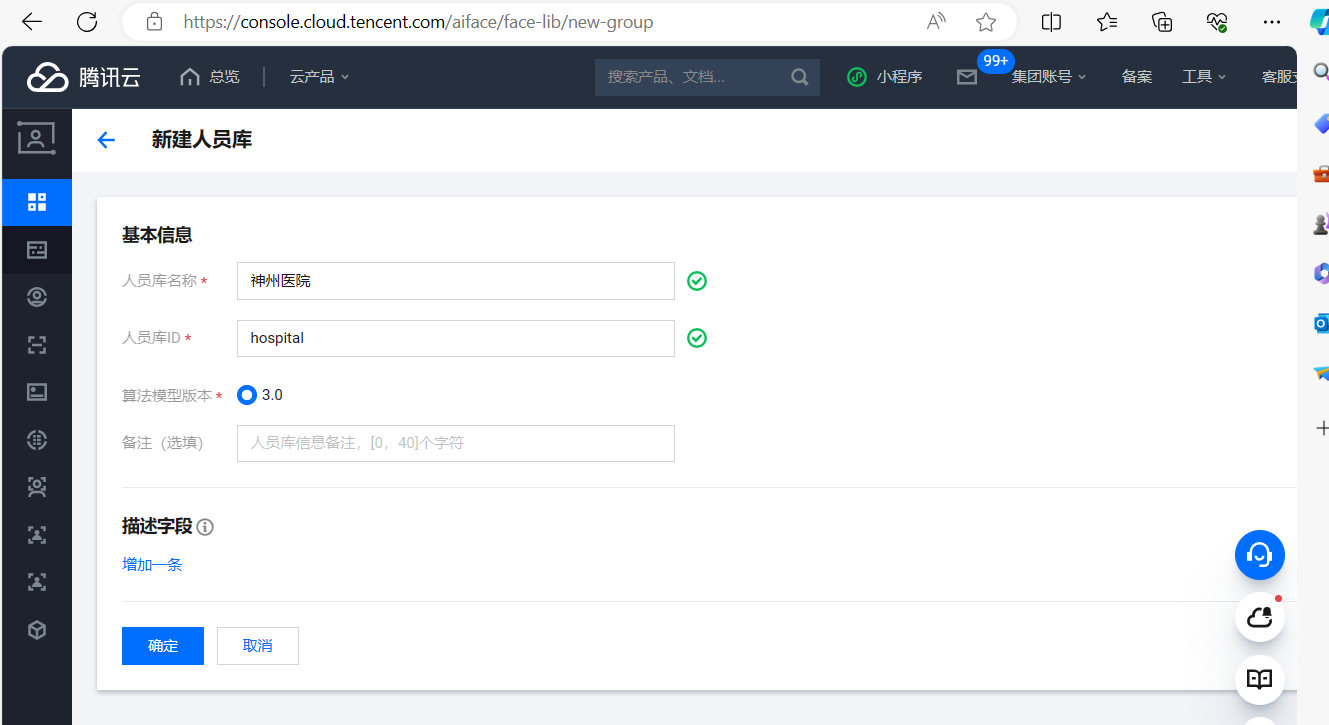 https://console.cloud.tencent.com/aiface/face-lib/new-group
腾讯云 总览 云产品 搜索产品、文档... 小程序 99+ 集团账号 备案 工具 客服
新建人员库
基本信息
人员库名称 * 神州医院
人员库ID * hospital
算法模型版本 * 3.0
备注（选填） 人员库信息备注，[0，40]个字符
描述字段
增加一条
确定 取消